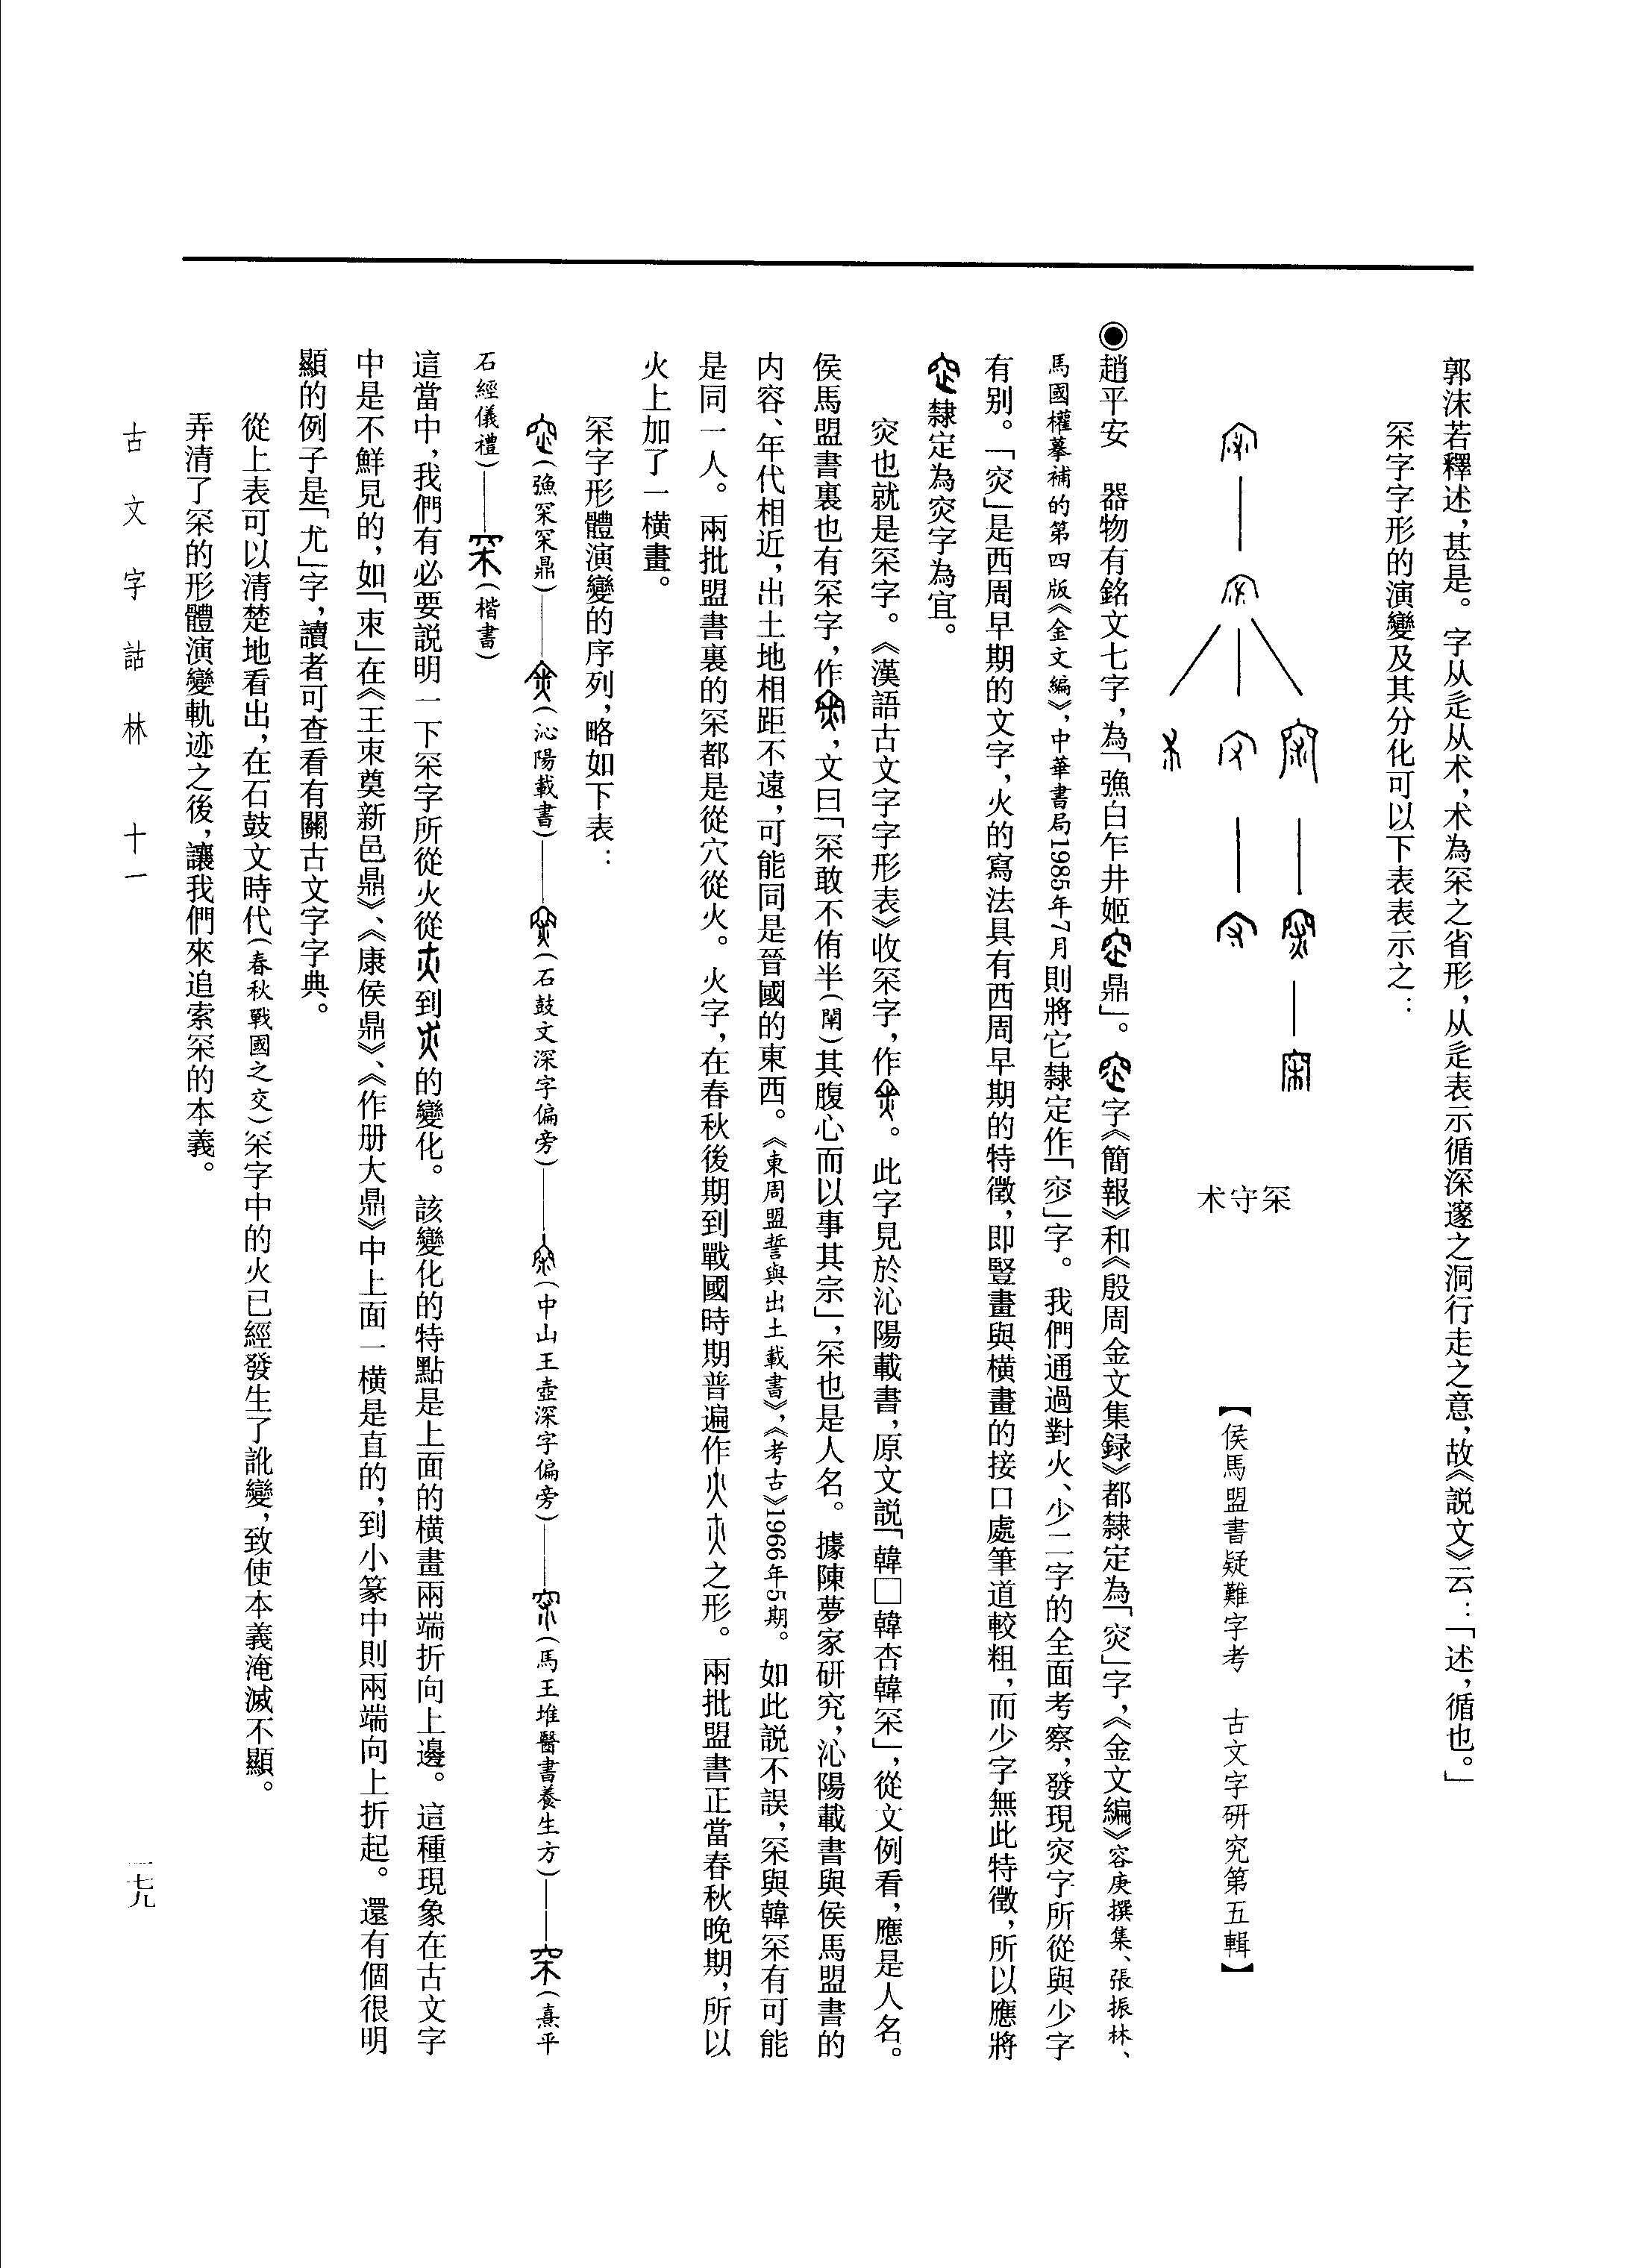 郭沫若釋述，甚是。字从辵从术，术為罙之省形，从辵表示循深邃之洞行走之意，故《説文》云：「述，循也。」
罙字字形的演變及其分化可以下表表示之：
术守罙
【侯馬盟書疑難字考　古文字研究第五輯】
◉趙平安　器物有銘文七字，為「㢭白乍井姬鼎」。字《簡報》和《殷周金文集録》都隸定為「穾」字，《金文編》容庚撰集、張振林、
馬國權摹補的第四版《金文編》，中華書局1985年7月則將它隸定作「」字。我們通過對火、少二字的全面考察，發現字所從與少字
有别。「」是西周早期的文字，火的寫法具有西周早期的特徵，即豎畫與横畫的接口處筆道較粗，而少字無此特徵，所以應將
隸定為字為宜。
也就是罙字。《漢語古文字字形表》收罙字，作。此字見於沁陽載書，原文説「韓□韓杏韓罙」，從文例看，應是人名。
侯馬盟書裏也有罙字，作，文曰「罙敢不侑半（閈）其腹心而以事其宗」，罙也是人名。據陳夢家研究，沁陽載書與侯馬盟書的
内容、年代相近，出土地相距不遠，可能同是晉國的東西。《東周盟誓與出土載書》，《考古》1966年5期。如此説不誤，罙與韓罙有可能
是同一人。兩批盟書裏的罙都是從穴從火。火字，在春秋後期到戰國時期普遍作之形。兩批盟書正當春秋晚期，所以
火上加了一横畫。
罙字形體演變的序列，略如下表：
（㢭罙罙鼎）——（沁陽載書）——（石鼓文深字偏旁）——（中山王壺深字偏旁）——（馬王堆醫書養生方）——（熹平
石經儀禮）——罙（楷書）
這當中，我們有必要説明一下罙字所從火從到的變化。該變化的特點是上面的横畫兩端折向上邊。這種現象在古文字
中是不鮮見的，如「朿」在《王朿奠新邑鼎》、《康侯鼎》、《作册大鼎》中上面一横是直的，到小篆中則兩端向上折起。還有個很明
顯的例子是「尤」字，讀者可查看有關古文字字典。
從上表可以清楚地看出，在石鼓文時代（春秋戰國之交）罙字中的火已經發生了訛變，致使本義淹滅不顯。
弄清了罙的形體演變軌迹之後，讓我們來追索罙的本義。
古文字詁林　十一
一七九